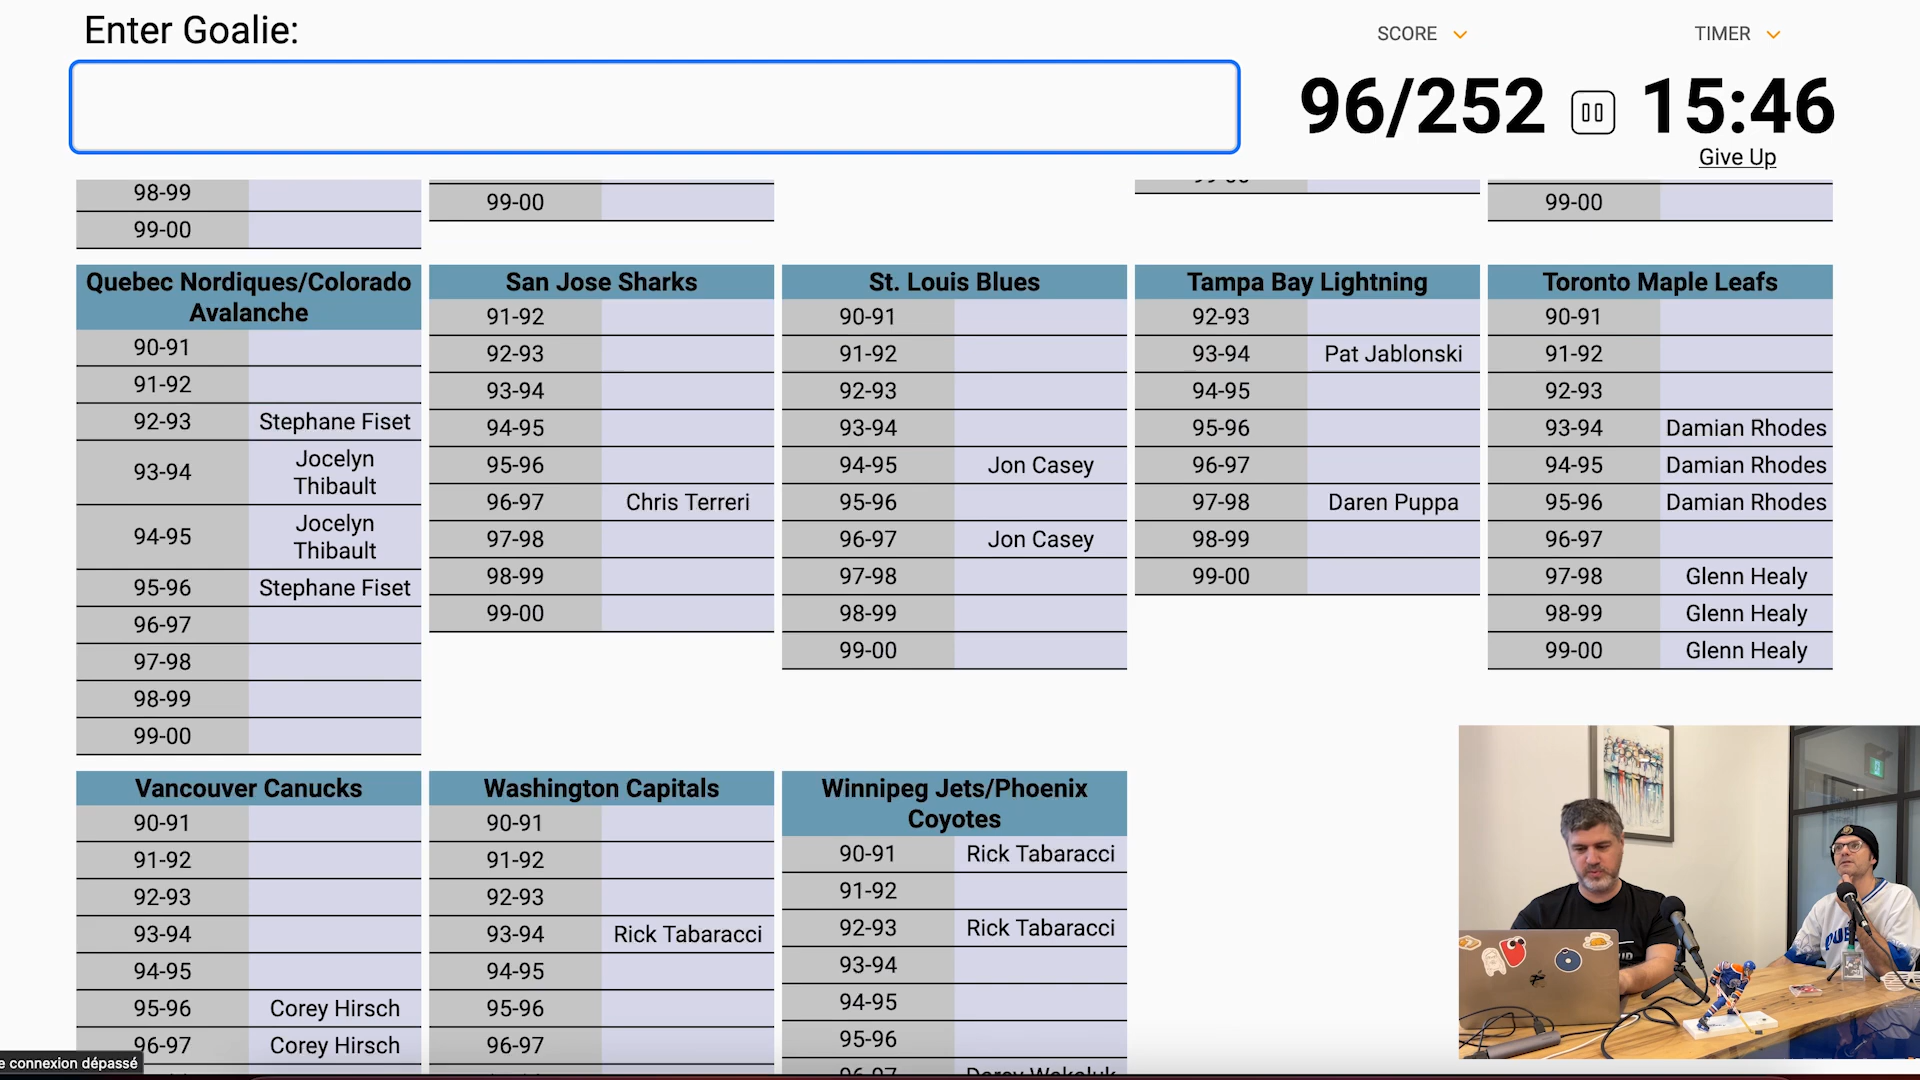 Enter Goalie:
SCORE
TIMER
96/252
15:46
Give Up
98-99
99-00
99-00
99-00
99-00
Quebec Nordiques/Colorado
Avalanche
90-91
91-92
92-93 Stephane Fiset
93-94 Jocelyn
Thibault
94-95 Jocelyn
Thibault
95-96 Stephane Fiset
96-97
97-98
98-99
99-00
San Jose Sharks
91-92
92-93
93-94
94-95
95-96
96-97 Chris Terreri
97-98
98-99
99-00
St. Louis Blues
90-91
91-92
92-93
93-94
94-95 Jon Casey
95-96
96-97 Jon Casey
97-98
98-99
99-00
Tampa Bay Lightning
92-93
93-94 Pat Jablonski
94-95
95-96
96-97
97-98 Daren Puppa
98-99
99-00
Toronto Maple Leafs
90-91
91-92
92-93
93-94 Damian Rhodes
94-95 Damian Rhodes
95-96 Damian Rhodes
96-97
97-98 Glenn Healy
98-99 Glenn Healy
99-00 Glenn Healy
Vancouver Canucks
90-91
91-92
92-93
93-94
94-95
95-96 Corey Hirsch
96-97 Corey Hirsch
Washington Capitals
90-91
91-92
92-93
93-94 Rick Tabaracci
94-95
95-96
96-97
Winnipeg Jets/Phoenix
Coyotes
90-91 Rick Tabaracci
91-92
92-93 Rick Tabaracci
93-94
94-95
95-96
96-97 Darcy Wakaluk
e connexion dépassé